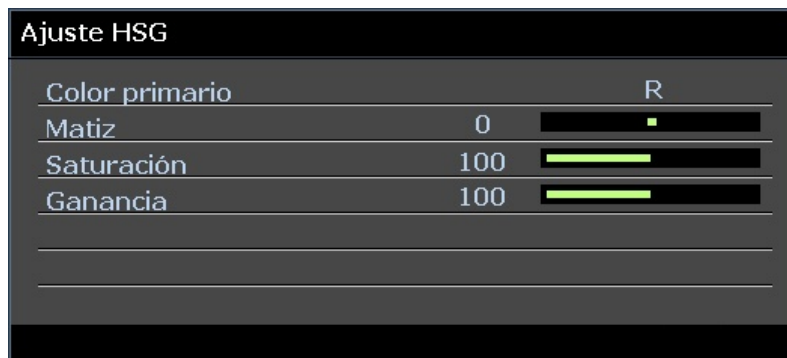 Ajuste HSG
Color primario R
Matiz 0
Saturación 100
Ganancia 100